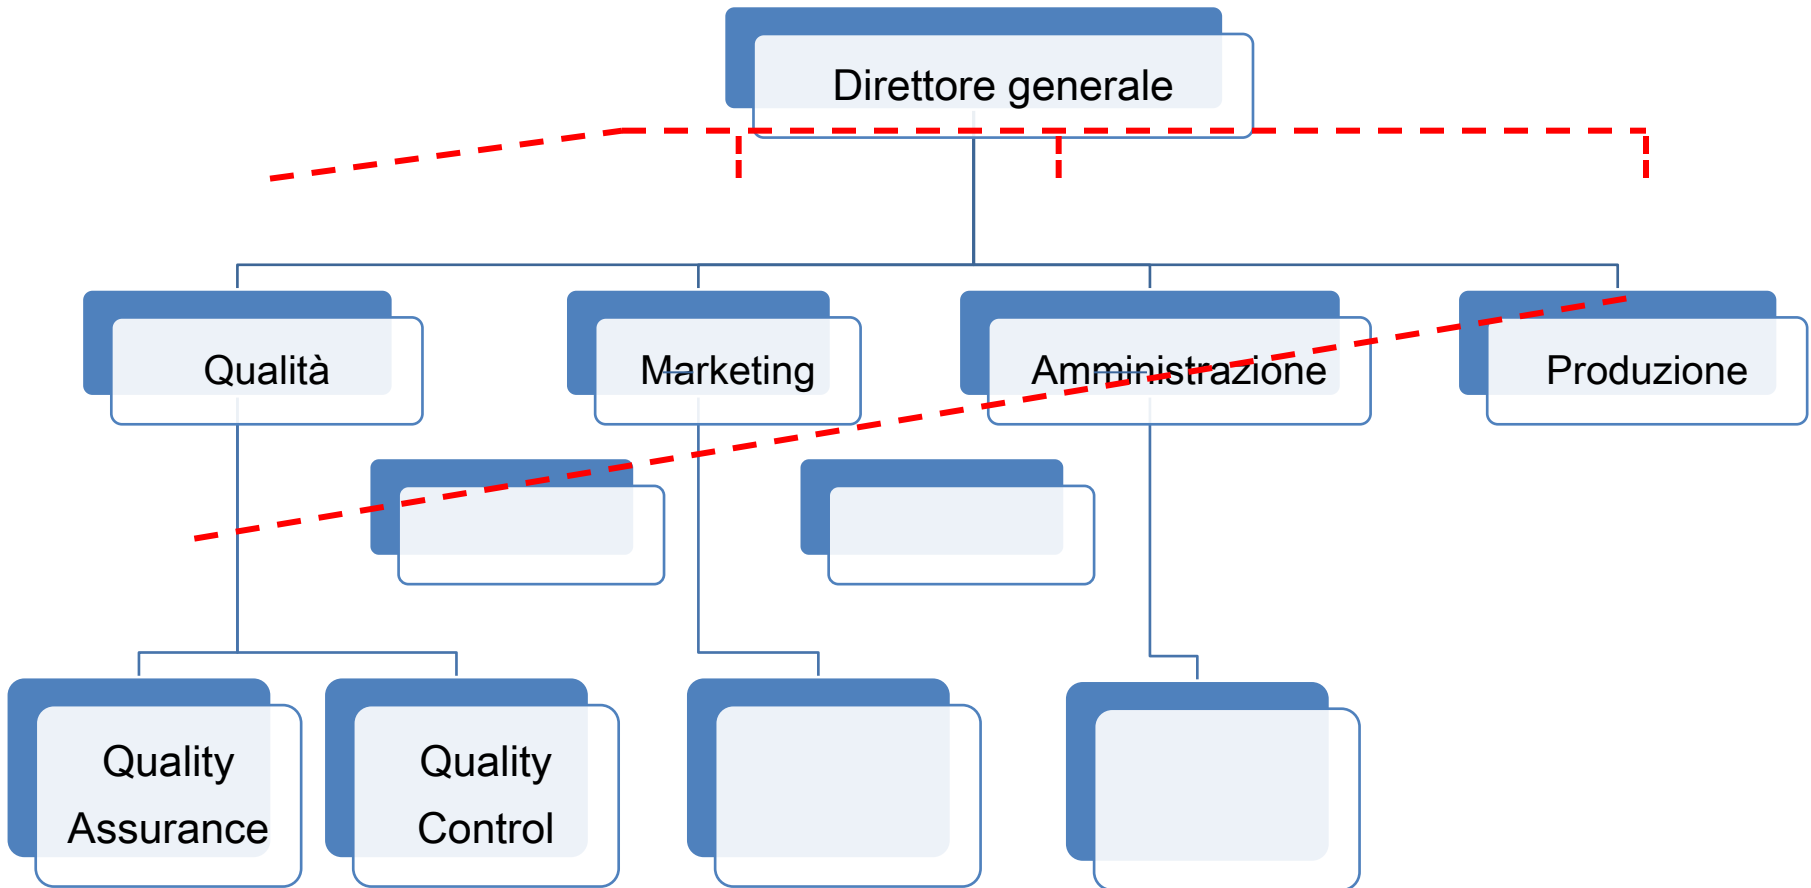 Direttore generale
Qualità
Marketing
Amministrazione
Produzione
Quality
Assurance
Quality
Control